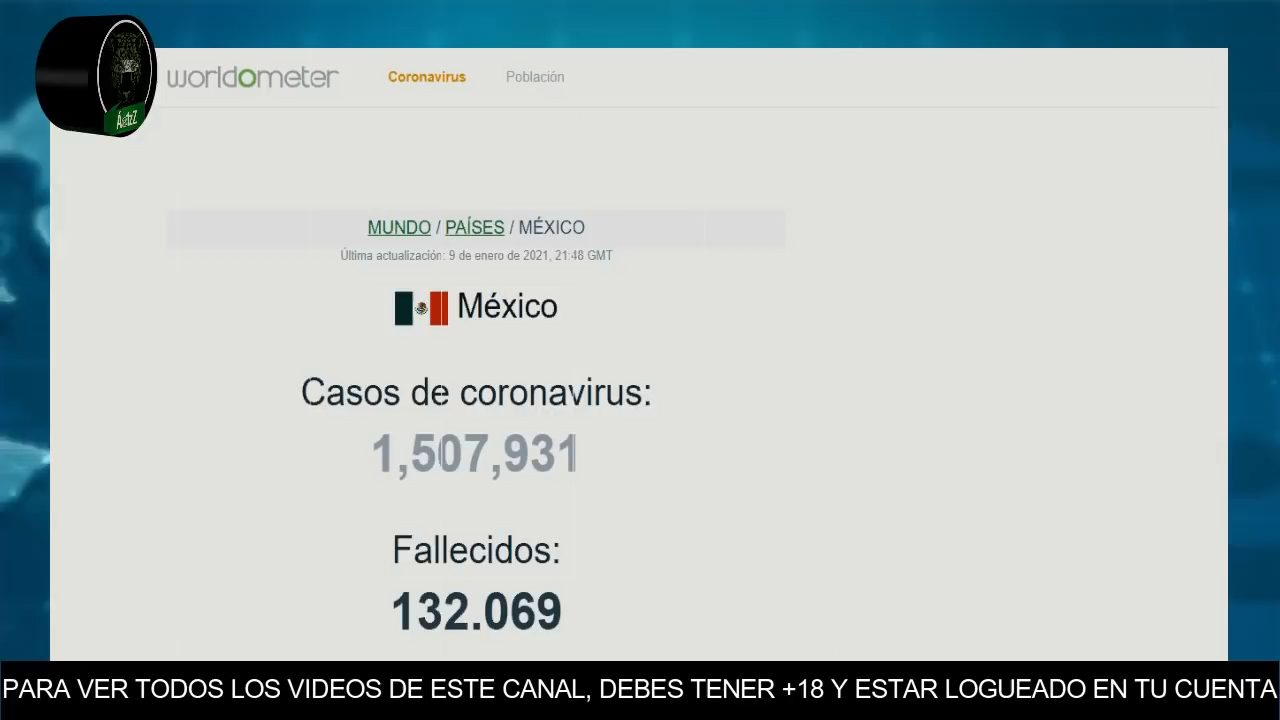 worldometer
Coronavirus
Población
MUNDO / PAÍSES / MÉXICO
Última actualización: 9 de enero de 2021, 21:48 GMT
México
Casos de coronavirus:
1,507,931
Fallecidos:
132.069
PARA VER TODOS LOS VIDEOS DE ESTE CANAL, DEBES TENER +18 Y ESTAR LOGUEADO EN TU CUENTA